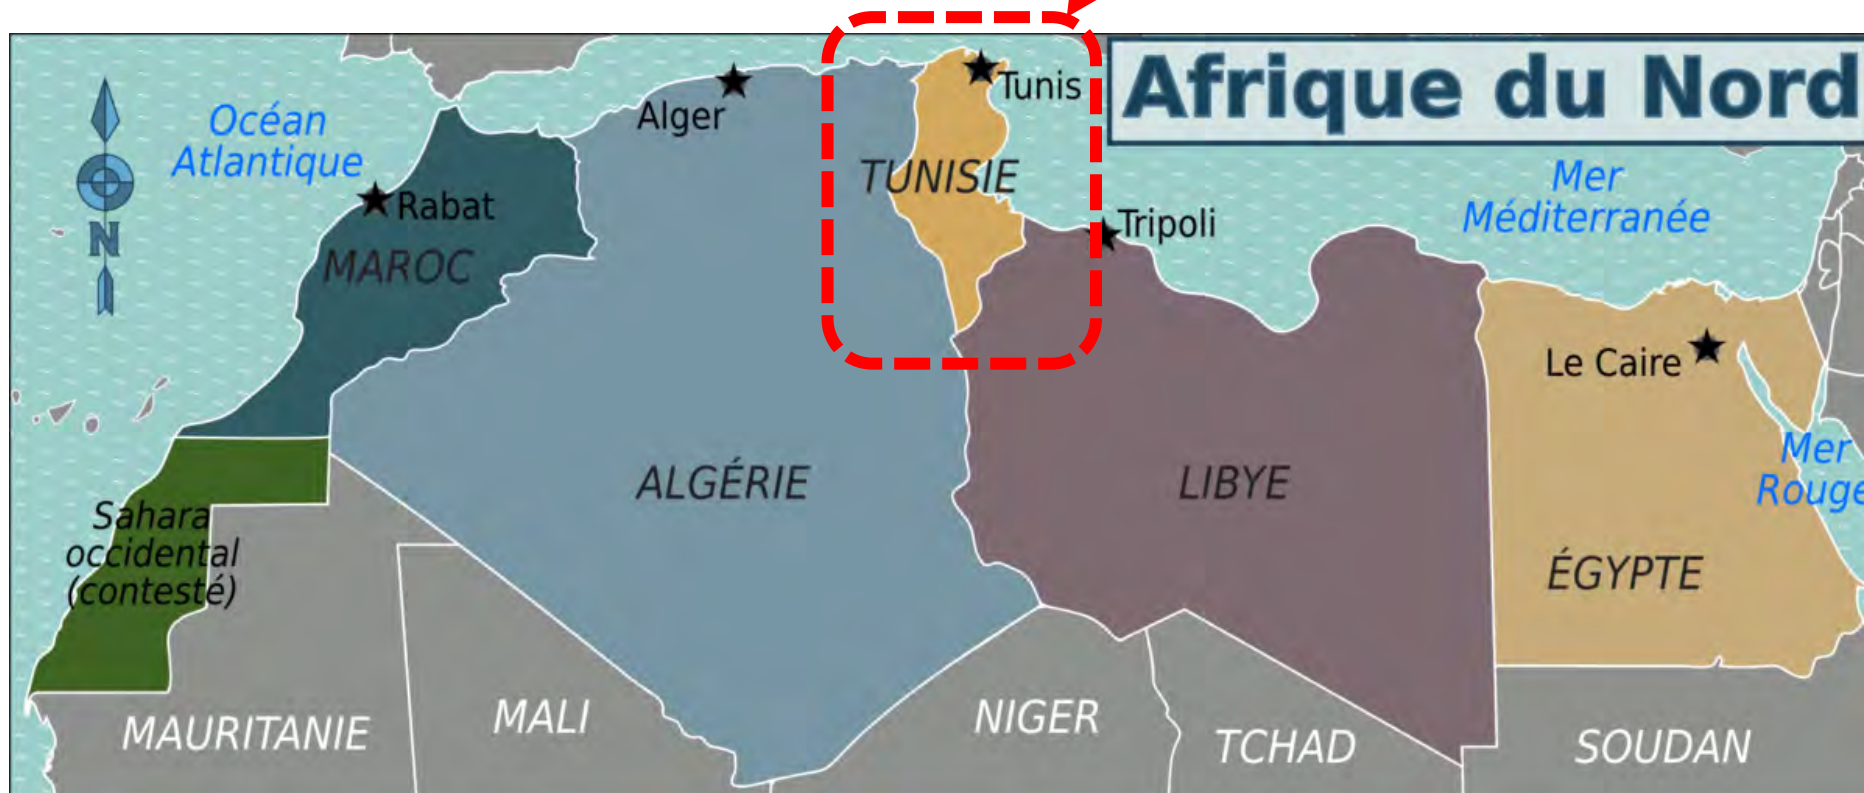 Afrique du Nord
Océan
Atlantique
Alger
Tunis
TUNISIE
Rabat
MAROC
Tripoli
Mer
Méditerranée
N
Le Caire
ALGÉRIE
LIBYE
Mer
Rouge
ÉGYPTE
Sahara
occidental
(contesté)
MAURITANIE
MALI
NIGER
TCHAD
SOUDAN